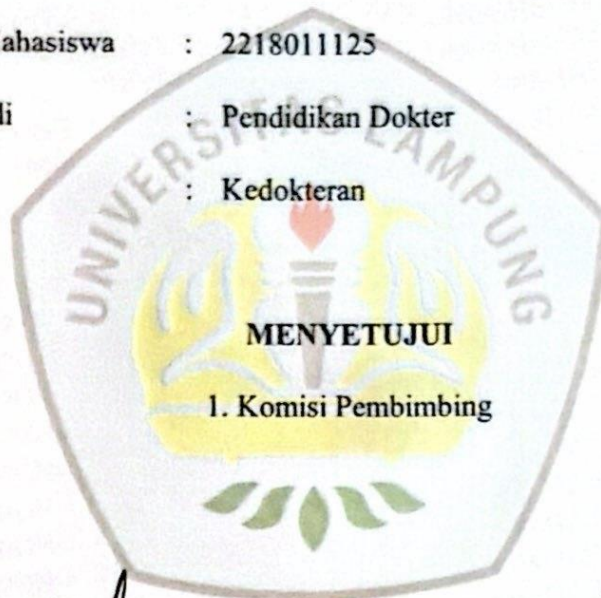 ahasiswa : 2218011125
di : Pendidikan Dokter
: Kedokteran
UNIVERSITAS LAMPUNG
MENYETUJUI
1. Komisi Pembimbing